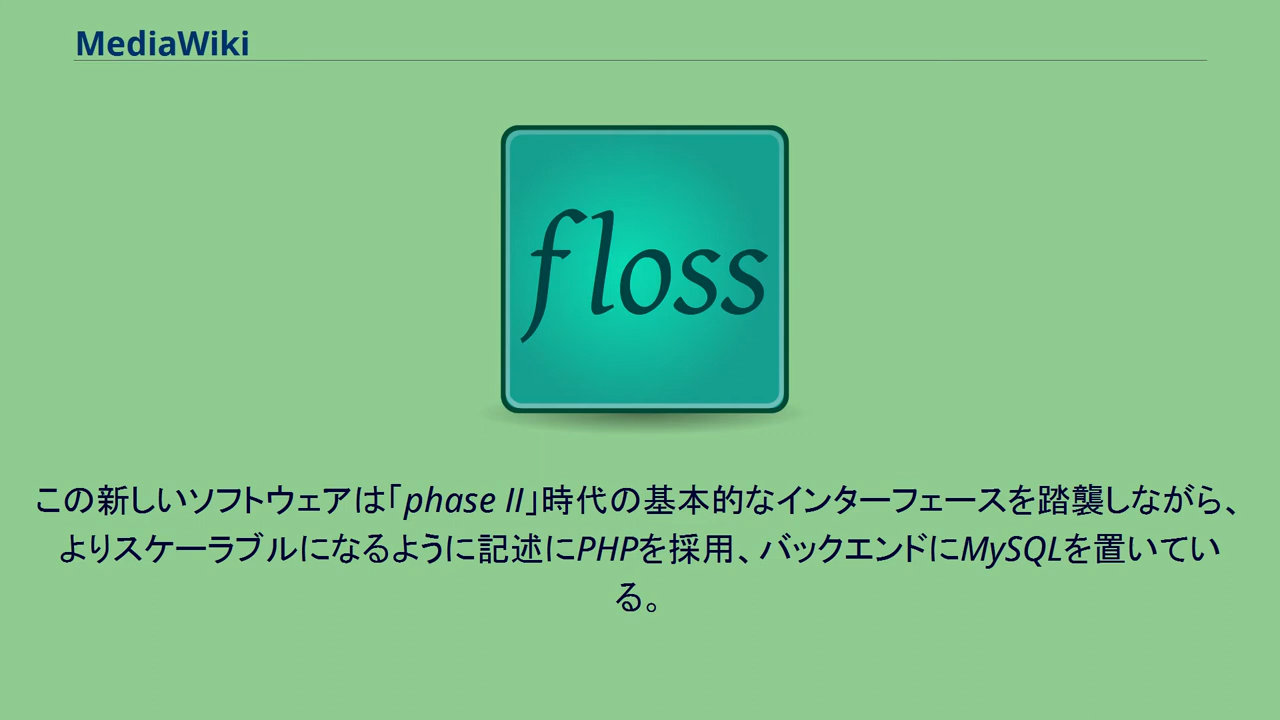 MediaWiki
floss
この新しいソフトウェアは「phase II」時代の基本的なインターフェースを踏襲しながら、
よりスケーラブルになるように記述にPHPを採用、バックエンドにMySQLを置いてい
る。